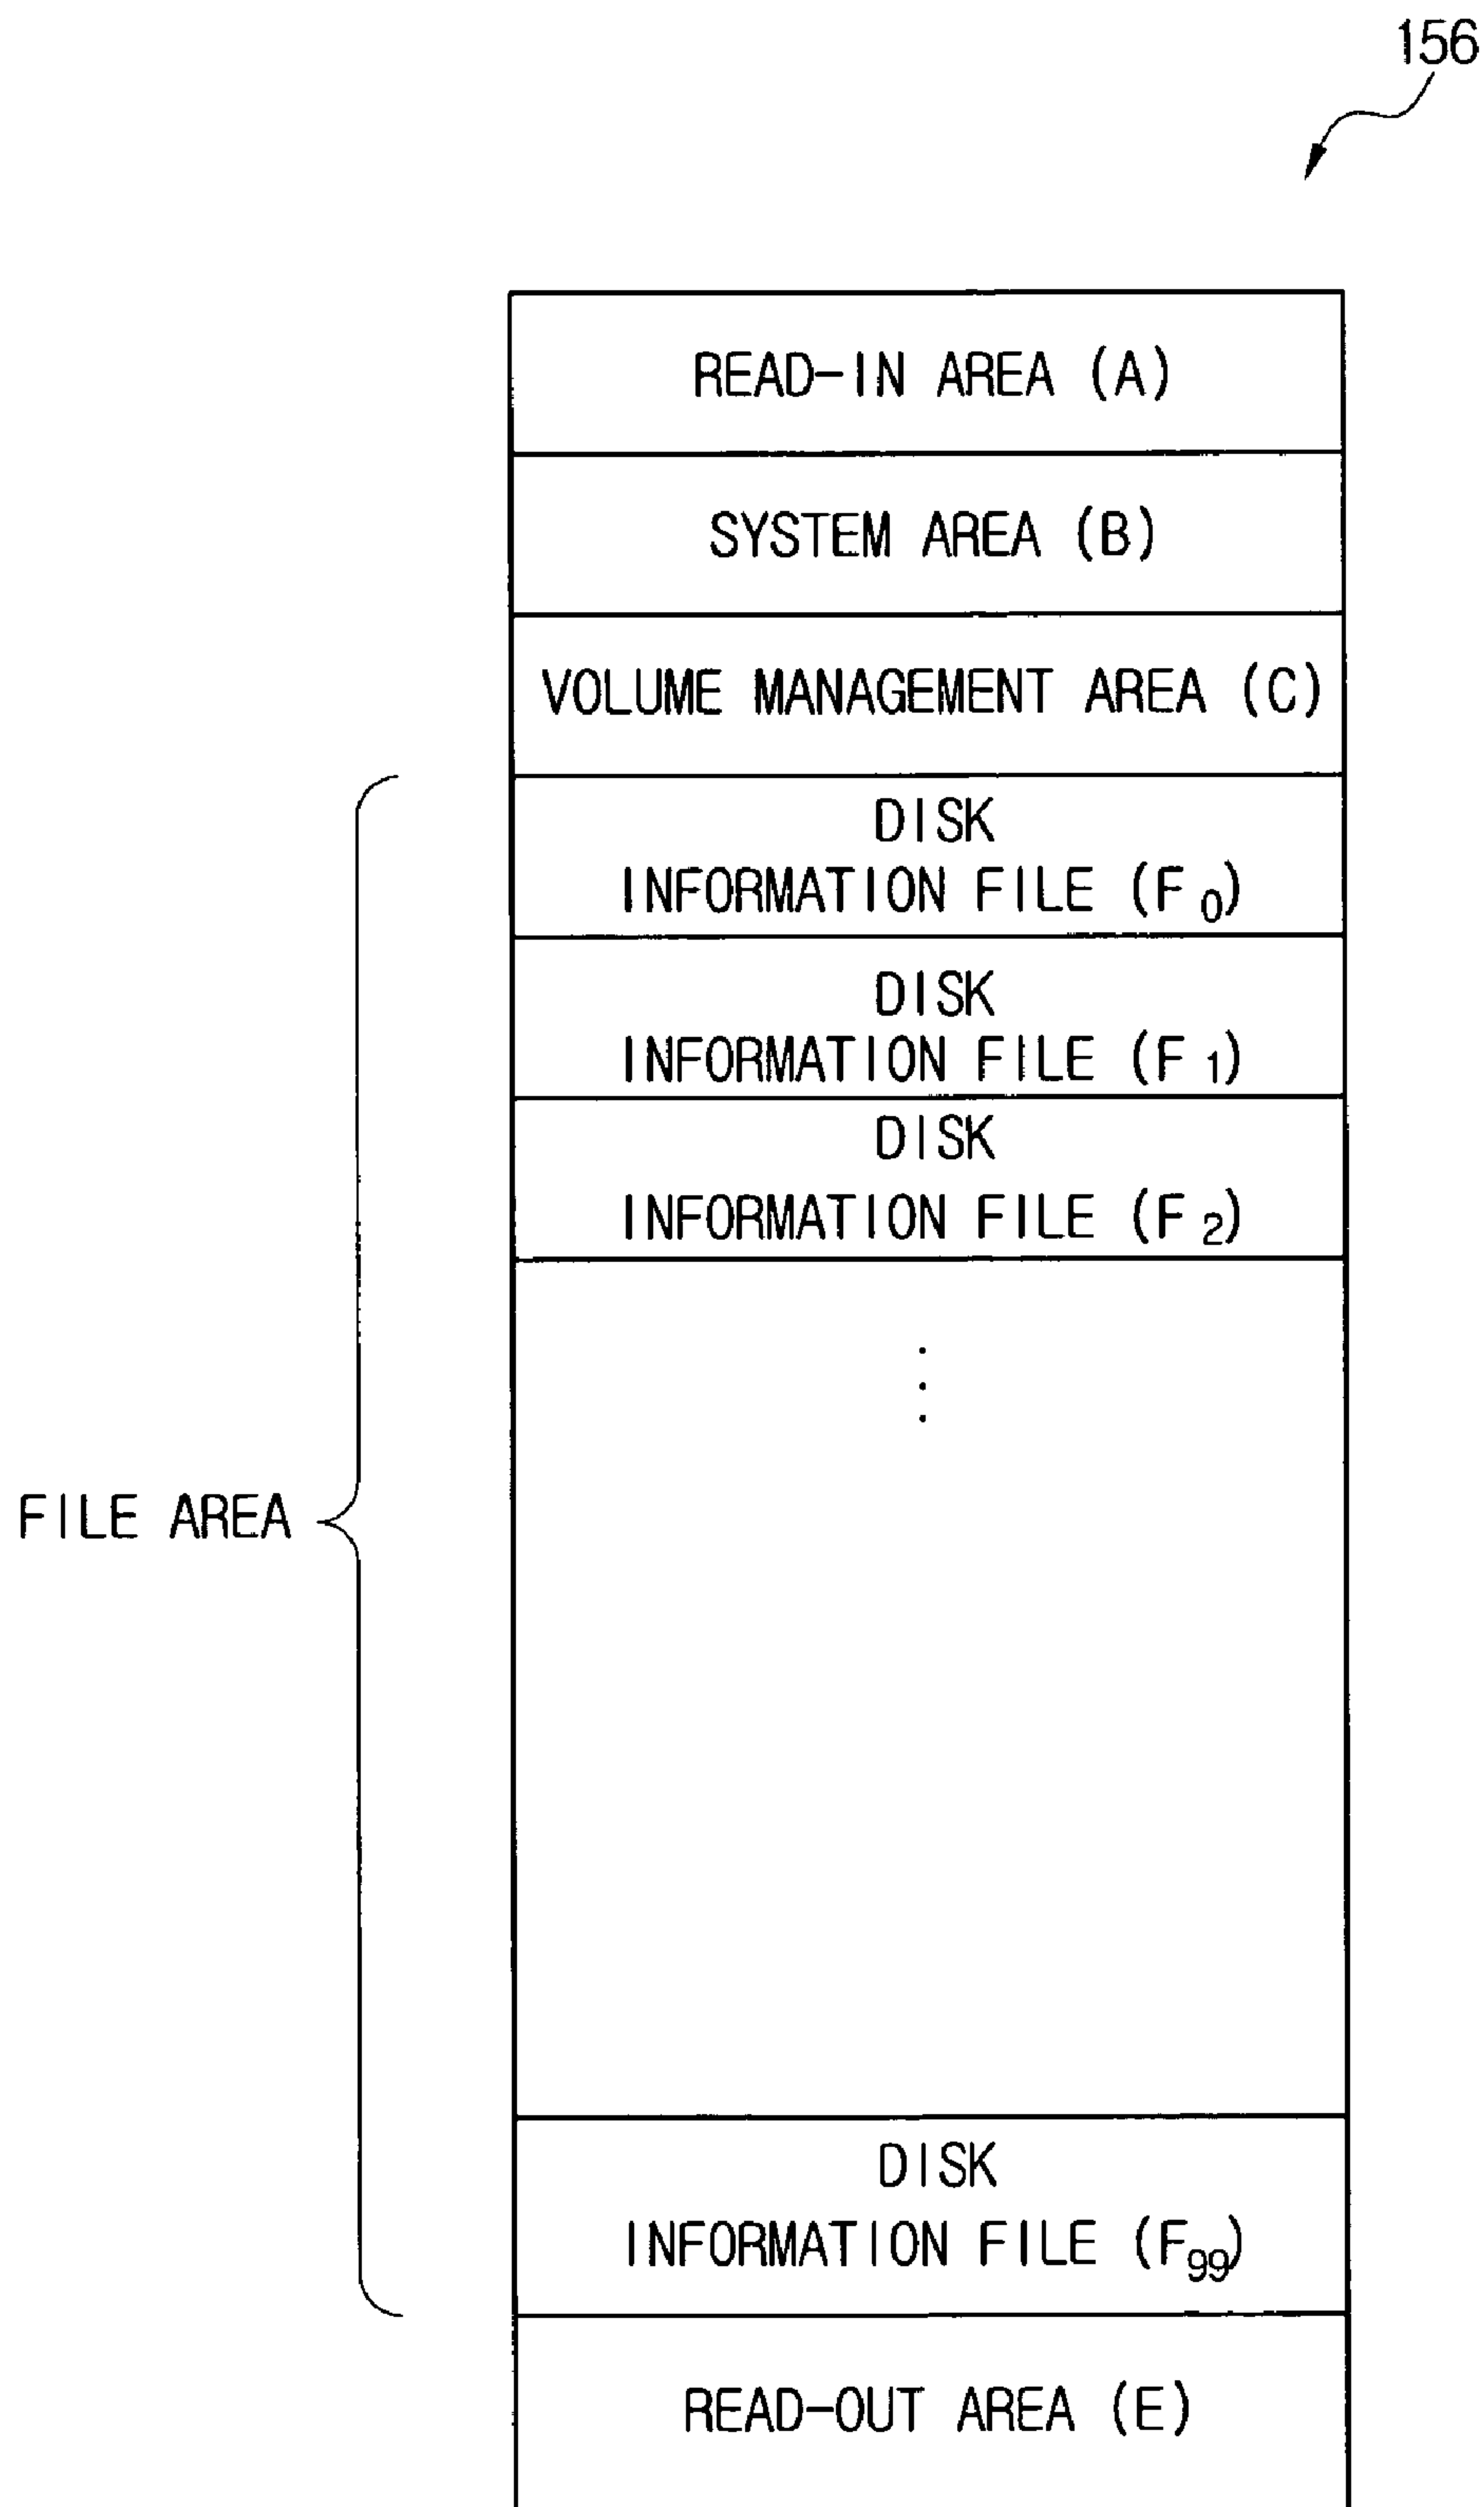 156
READ-IN AREA (A)
SYSTEM AREA (B)
VOLUME MANAGEMENT AREA (C)
DISK
INFORMATION FILE (F₀)
DISK
INFORMATION FILE (F₁)
DISK
INFORMATION FILE (F₂)
⋮
FILE AREA
DISK
INFORMATION FILE (F₉₉)
READ-OUT AREA (E)